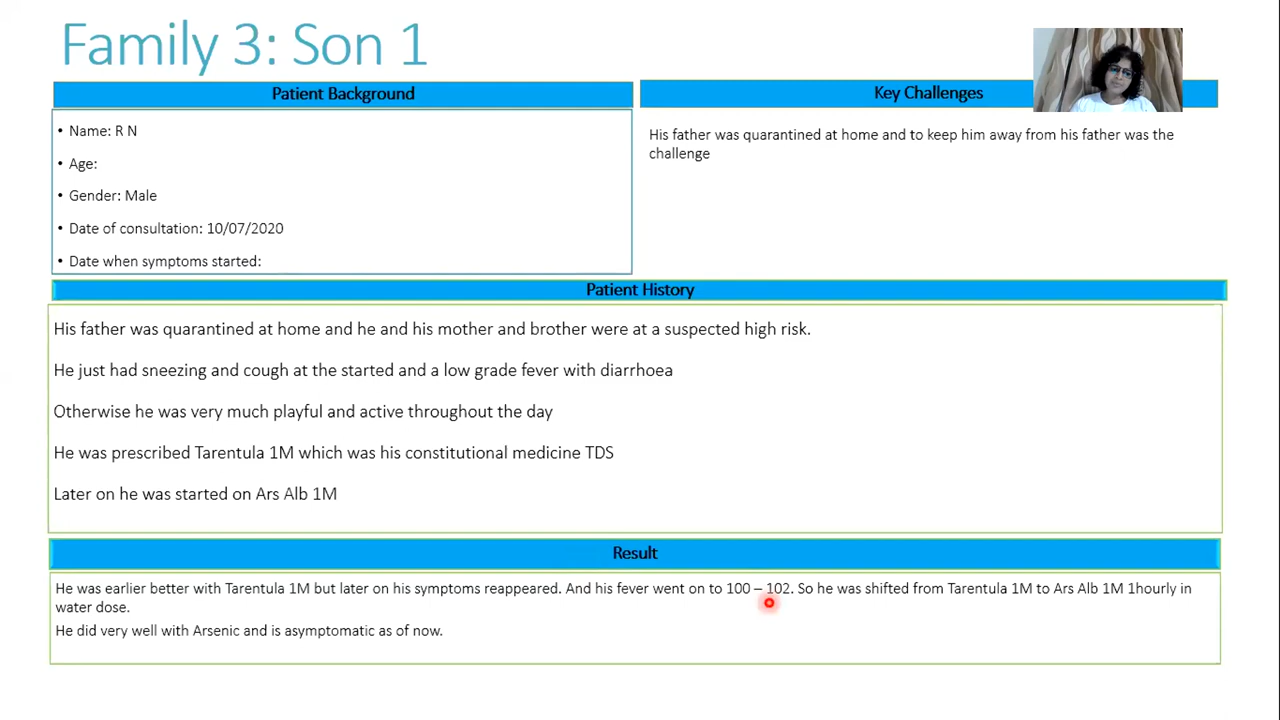 Family 3: Son 1
Patient Background
• Name: R N
• Age:
• Gender: Male
• Date of consultation: 10/07/2020
• Date when symptoms started:
Key Challenges
His father was quarantined at home and to keep him away from his father was the
challenge
Patient History
His father was quarantined at home and he and his mother and brother were at a suspected high risk.
He just had sneezing and cough at the started and a low grade fever with diarrhoea
Otherwise he was very much playful and active throughout the day
He was prescribed Tarentula 1M which was his constitutional medicine TDS
Later on he was started on Ars Alb 1M
Result
He was earlier better with Tarentula 1M but later on his symptoms reappeared. And his fever went on to 100 – 102. So he was shifted from Tarentula 1M to Ars Alb 1M 1hourly in
water dose.
He did very well with Arsenic and is asymptomatic as of now.